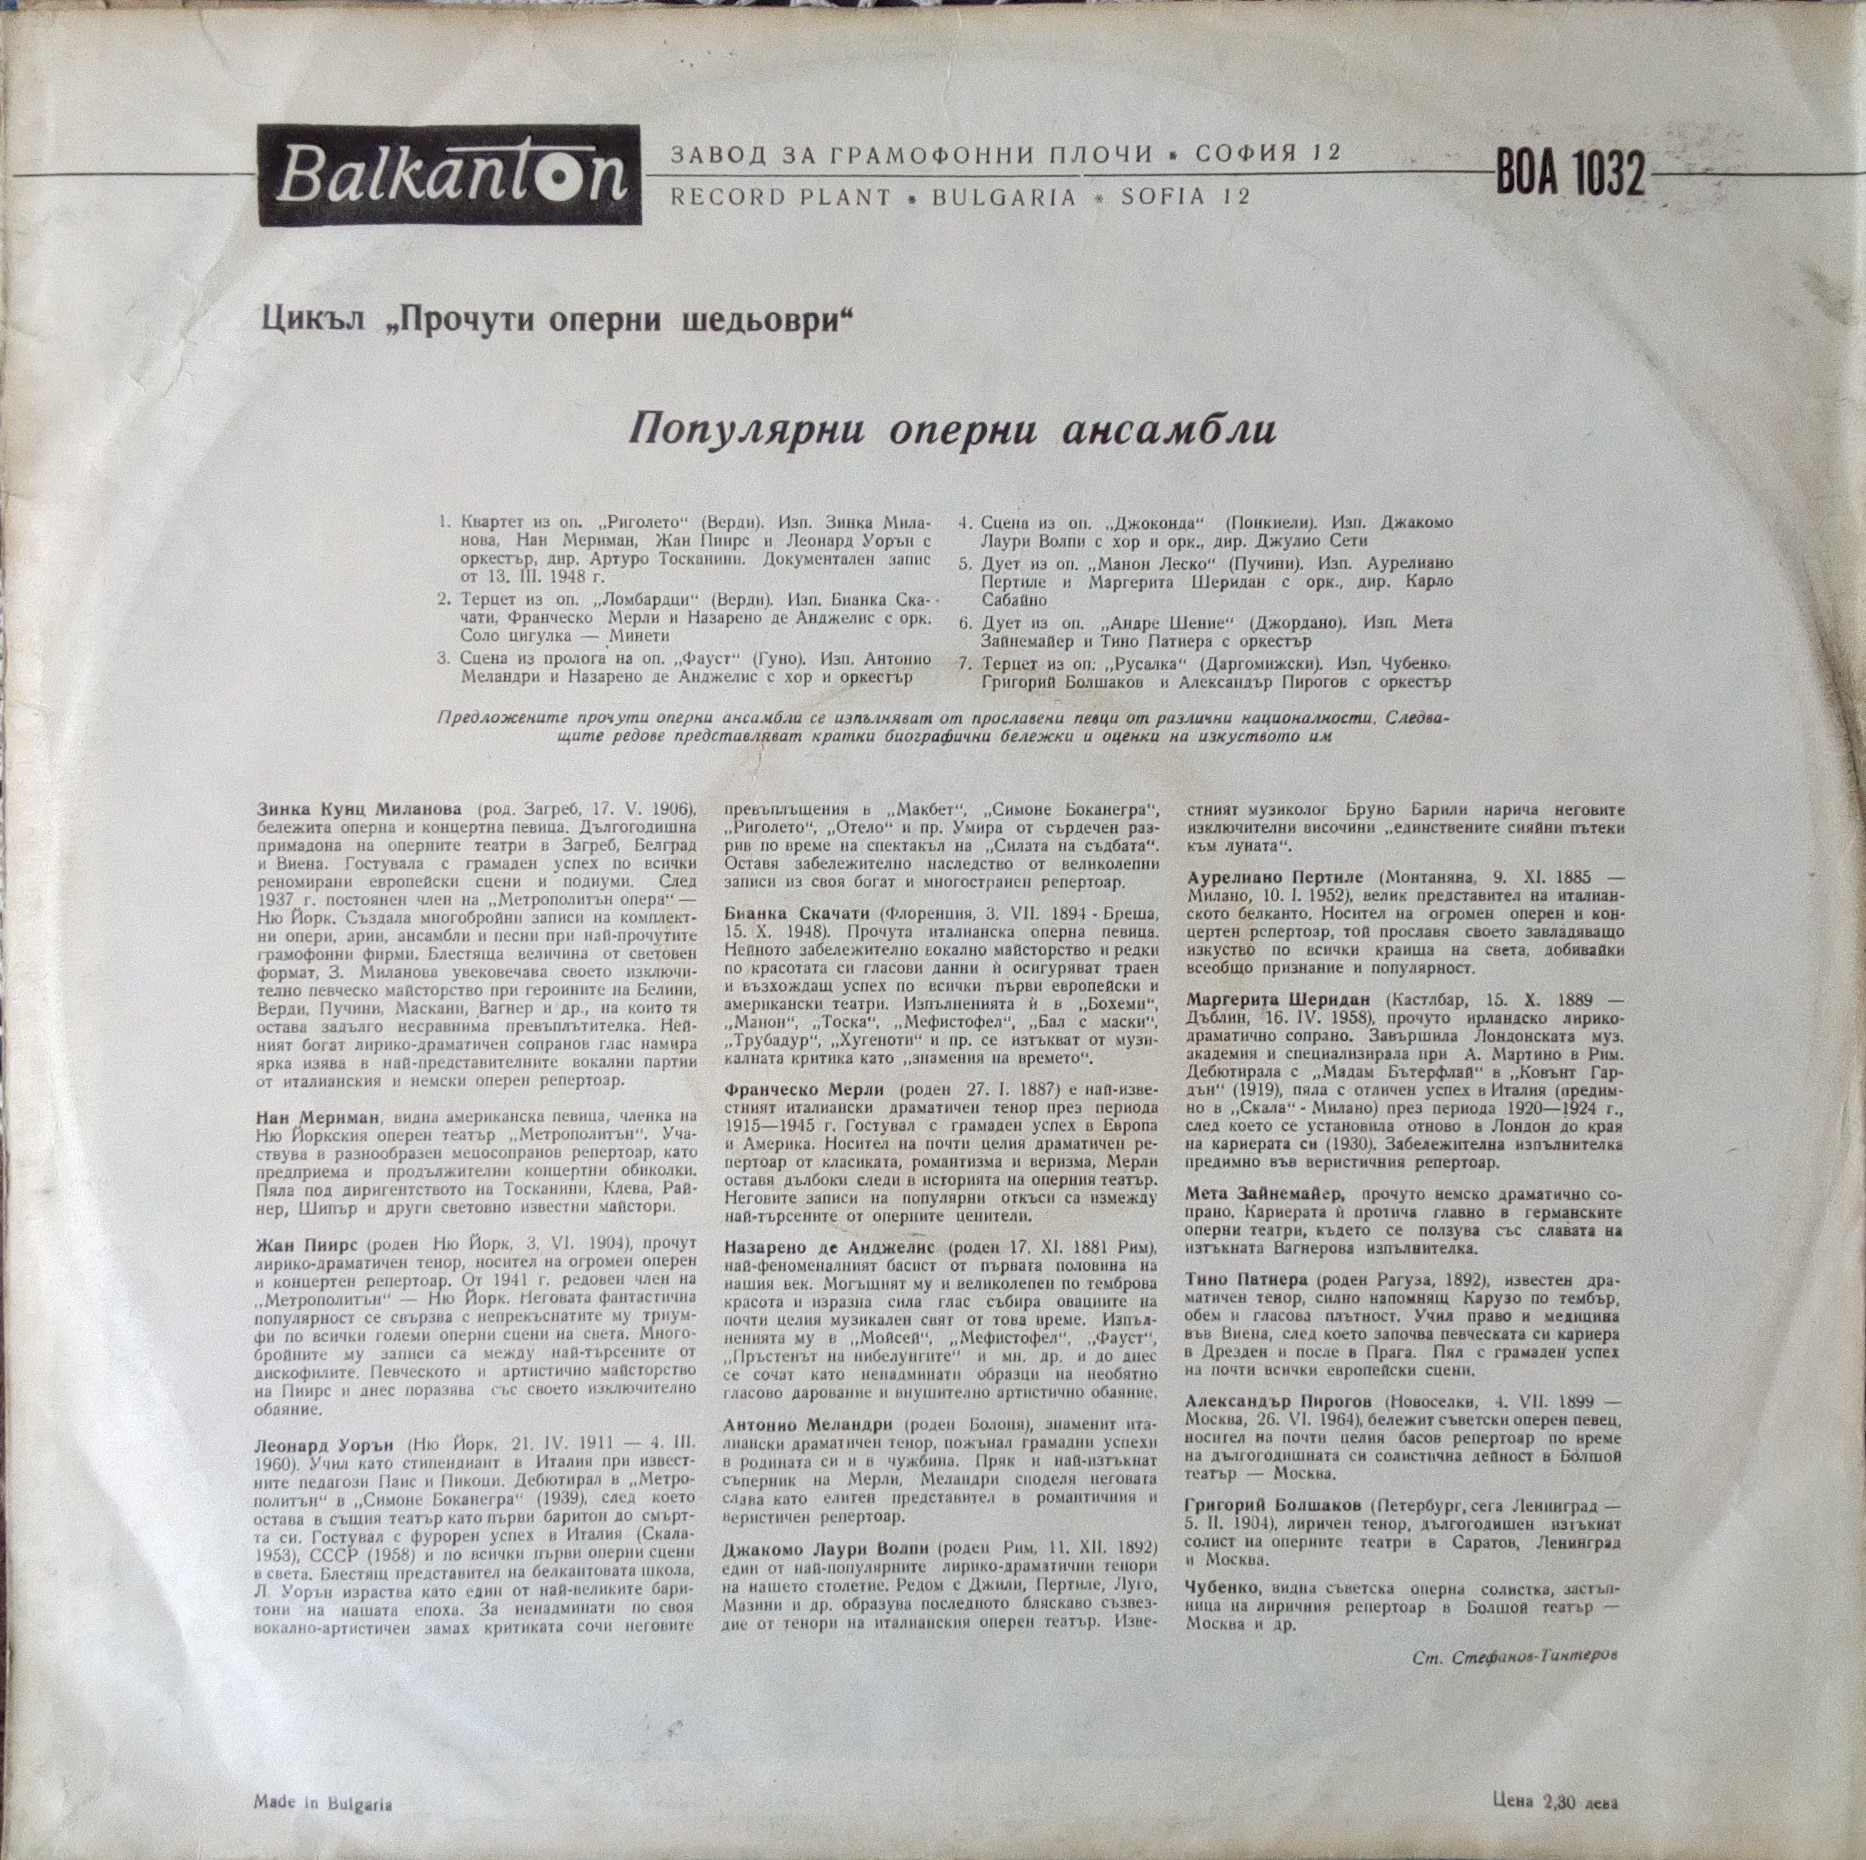 Balkanton
ЗАВОД ЗА ГРАМОФОННИ ПЛОЧИ * СОФИЯ 12
RECORD PLANT * BULGARIA * SOFIA 12
ВОА 1032
Цикъл „Прочути оперни шедьоври“
Популярни оперни ансамбли
1. Квартет из оп. „Риголето“ (Верди). Изп. Зинка Мила-
нова, Нан Мериман, Жан Пиирс и Леонард Уорън с
оркестър, дир. Артуро Тосканини. Документален запис
от 13. III. 1948 г.
2. Терцет из оп. „Ломбардци“ (Верди). Изп. Бианка Ска-
чати, Франческо Мерли и Назарено де Анджелис с орк.
Соло цигулка — Минети
3. Сцена из пролога на оп. „Фауст“ (Гуно). Изп. Антонио
Меландри и Назарено де Анджелис с хор и оркестър
4. Сцена из оп. „Джоконда“ (Понкиели). Изп. Джакомо
Лаури Волпи с хор и орк., дир. Джулио Сети
5. Дует из оп. „Манон Леско“ (Пучини). Изп. Аурелиано
Пертиле и Маргерита Шеридан с орк., дир. Карло
Сабайно
6. Дует из оп. „Андре Шение“ (Джордано). Изп. Мета
Зайнемайер и Тино Патиера с оркестър
7. Терцет из оп: „Русалка“ (Даргомижски). Изп. Чубенко,
Григорий Болшаков и Александър Пирогов с оркестър
Предложените прочути оперни ансамбли се изпълняват от прославени певци от различни националности. Следва-
щите редове представляват кратки биографични бележки и оценки на изкуството им
Зинка Кунц Миланова (род. Загреб, 17. V. 1906),
бележита оперна и концертна певица. Дългогодишна
примадона на оперните театри в Загреб, Белград
и Виена. Гостувала с грамаден успех по всички
реномирани европейски сцени и подиуми. След
1937 г. постоянен член на „Метрополитън опера“ —
Ню Йорк. Създала многобройни записи на комплект-
ни опери, арии, ансамбли и песни при най-прочутите
грамофонни фирми. Блестяща величина от световен
формат, З. Миланова увековечава своето изключи-
телно певческо майсторство при героините на Белини,
Верди, Пучини, Маскани, Вагнер и др., на които тя
остава задълго несравнима превъплътителка. Ней-
ният богат лирико-драматичен сопранов глас намира
ярка изява в най-представителните вокални партии
от италианския и немски оперен репертоар.
Нан Мериман, видна американска певица, членка на
Ню Йоркския оперен театър „Метрополитън“. Уча-
ствува в разнообразен мецосопранов репертоар, като
предприема и продължителни концертни обиколки.
Пяла под диригентството на Тосканини, Клева, Рай-
нер, Шипър и други световно известни майстори.
Жан Пиирс (роден Ню Йорк, 3. VI. 1904), прочут
лирико-драматичен тенор, носител на огромен оперен
и концертен репертоар. От 1941 г. редовен член на
„Метрополитън“ — Ню Йорк. Неговата фантастична
популярност се свързва с непрекъснатите му триум-
фи по всички големи оперни сцени на света. Много-
бройните му записи са между най-търсените от
дискофилите. Певческото и артистично майсторство
на Пиирс и днес поразява със своето изключително
обаяние.
Леонард Уорън (Ню Йорк, 21. IV. 1911 — 4. III.
1960). Учил като стипендиант в Италия при извест-
ните педагози Паис и Пикоци. Дебютирал в „Метро-
политън“ в „Симоне Боканегра“ (1939), след което
остава в същия театър като първи баритон до смърт-
та си. Гостувал с фурорен успех в Италия (Скала-
1953), СССР (1958) и по всички първи оперни сцени
в света. Блестящ представител на белкантовата школа,
Л. Уорън израства като един от най-великите бари-
тони на нашата епоха. За ненадминати по своя
вокално-артистичен замах критиката сочи неговите
превъплъщения в „Макбет“, „Симоне Боканегра“,
„Риголето“, „Отело“ и пр. Умира от сърдечен раз-
рив по време на спектакъл на „Силата на съдбата“.
Оставя забележително наследство от великолепни
записи из своя богат и многостранен репертоар.
Бианка Скачати (Флоренция, 3. VII. 1894 - Бреша,
15. X. 1948). Прочута италианска оперна певица.
Нейното забележително вокално майсторство и редки
по красотата си гласови данни ѝ осигуряват траен
и възхождащ успех по всички първи европейски и
американски театри. Изпълненията ѝ в „Бохеми“,
„Манон“, „Тоска“, „Мефистофел“, „Бал с маски“,
„Трубадур“, „Хугеноти“ и пр. се изтъкват от музи-
калната критика като „знамения на времето“.
Франческо Мерли (роден 27. I. 1887) е най-изве-
стният италиански драматичен тенор през периода
1915—1945 г. Гостувал с грамаден успех в Европа
и Америка. Носител на почти целия драматичен ре-
пертоар от класиката, романтизма и веризма, Мерли
оставя дълбоки следи в историята на оперния театър.
Неговите записи на популярни откъси са измежду
най-търсените от оперните ценители.
Назарено де Анджелис (роден 17. XI. 1881 Рим),
най-феноменалният басист от първата половина на
нашия век. Могъщият му и великолепен по темброва
красота и изразна сила глас събира овациите на
почти целия музикален свят от това време. Изпъл-
ненията му в „Мойсей“, „Мефистофел“, „Фауст“,
„Пръстенът на нибелунгите“ и мн. др. и до днес
се сочат като ненадминати образци на необятно
гласово дарование и внушително артистично обаяние.
Антонио Меландри (роден Болоня), знаменит ита-
лиански драматичен тенор, пожънал грамадни успехи
в родината си и в чужбина. Пряк и най-изтъкнат
съперник на Мерли, Меландри споделя неговата
слава като елитен представител в романтичния и
веристичен репертоар.
Джакомо Лаури Волпи (роден Рим, 11. XII. 1892)
един от най-популярните лирико-драматични тенори
на нашето столетие. Редом с Джили, Пертиле, Луго,
Мазини и др. образува последното бляскаво съзвез-
дие от тенори на италианския оперен театър. Изве-
стният музиколог Бруно Барили нарича неговите
изключителни височини „единствените сияйни пътеки
към луната“.
Аурелиано Пертиле (Монтаняна, 9. XI. 1885 —
Милано, 10. I. 1952), велик представител на италиан-
ското белканто. Носител на огромен оперен и кон-
цертен репертоар, той прославя своето завладяващо
изкуство по всички краища на света, добивайки
всеобщо признание и популярност.
Маргерита Шеридан (Кастлбар, 15. X. 1889 —
Дъблин, 16. IV. 1958), прочуто ирландско лирико-
драматично сопрано. Завършила Лондонската муз.
академия и специализирала при А. Мартино в Рим.
Дебютирала с „Мадам Бътерфлай“ в „Ковънт Гар-
дън“ (1919), пяла с отличен успех в Италия (предим-
но в „Скала“ - Милано) през периода 1920—1924 г.,
след което се установила отново в Лондон до края
на кариерата си (1930). Забележителна изпълнителка
предимно във веристичния репертоар.
Мета Зайнемайер, прочуто немско драматично со-
прано. Кариерата ѝ протича главно в германските
оперни театри, където се ползува със славата на
изтъкната Вагнерова изпълнителка.
Тино Патиера (роден Рагуза, 1892), известен дра-
матичен тенор, силно напомнящ Карузо по тембър,
обем и гласова плътност. Учил право и медицина
във Виена, след което започва певческата си кариера
в Дрезден и после в Прага. Пял с грамаден успех
на почти всички европейски сцени.
Александър Пирогов (Новоселки, 4. VII. 1899 —
Москва, 26. VI. 1964), бележит съветски оперен певец,
носител на почти целия басов репертоар по време
на дългогодишната си солистична дейност в Болшой
театър — Москва.
Григорий Болшаков (Петербург, сега Ленинград —
5. II. 1904), лиричен тенор, дългогодишен изтъкнат
солист на оперните театри в Саратов, Ленинград
и Москва.
Чубенко, видна съветска оперна солистка, застъп-
ница на лиричния репертоар в Болшой театър —
Москва и др.
Ст. Стефанов-Тинтеров
Made in Bulgaria
Цена 2,30 лева